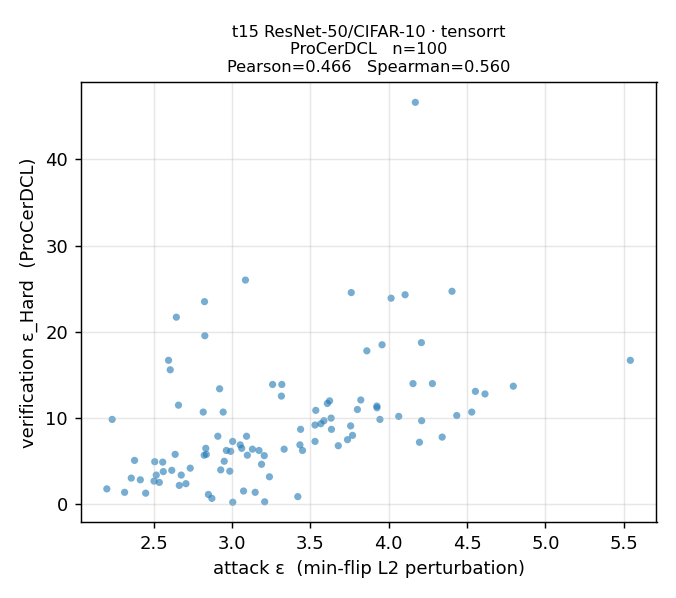 t15 ResNet-50/CIFAR-10 · tensorrt
ProCerDCL   n=100
Pearson=0.466   Spearman=0.560
verification ε_Hard  (ProCerDCL)
40
30
20
10
0
2.5 3.0 3.5 4.0 4.5 5.0 5.5
attack ε  (min-flip L2 perturbation)